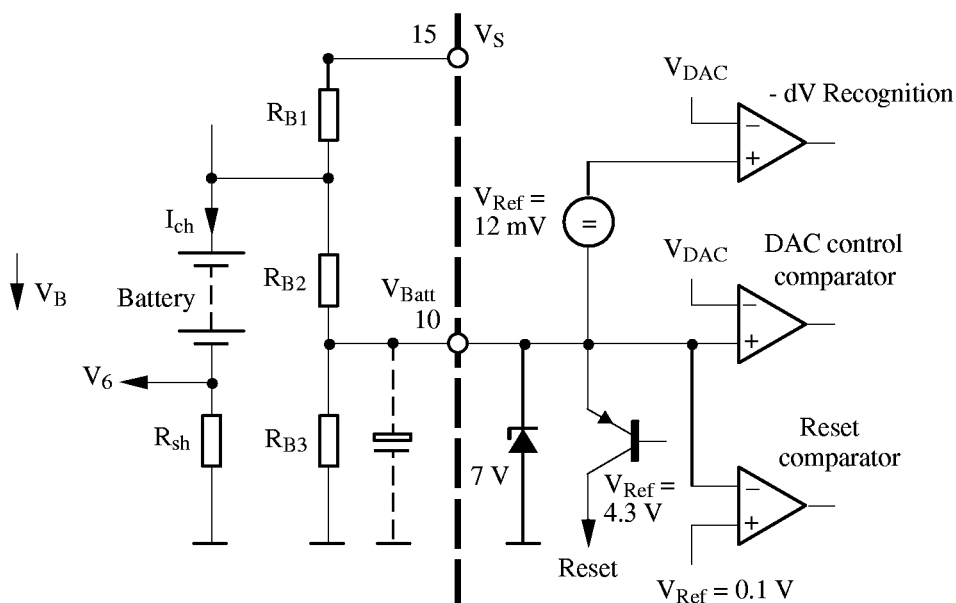 15
V_S
V_DAC
- dV Recognition
R_B1
V_Ref =
12 mV
=
I_ch
V_DAC
DAC control
comparator
V_B
Battery
R_B2
V_Batt
10
V_6
R_sh
R_B3
7 V
V_Ref =
4.3 V
Reset
comparator
Reset
V_Ref = 0.1 V